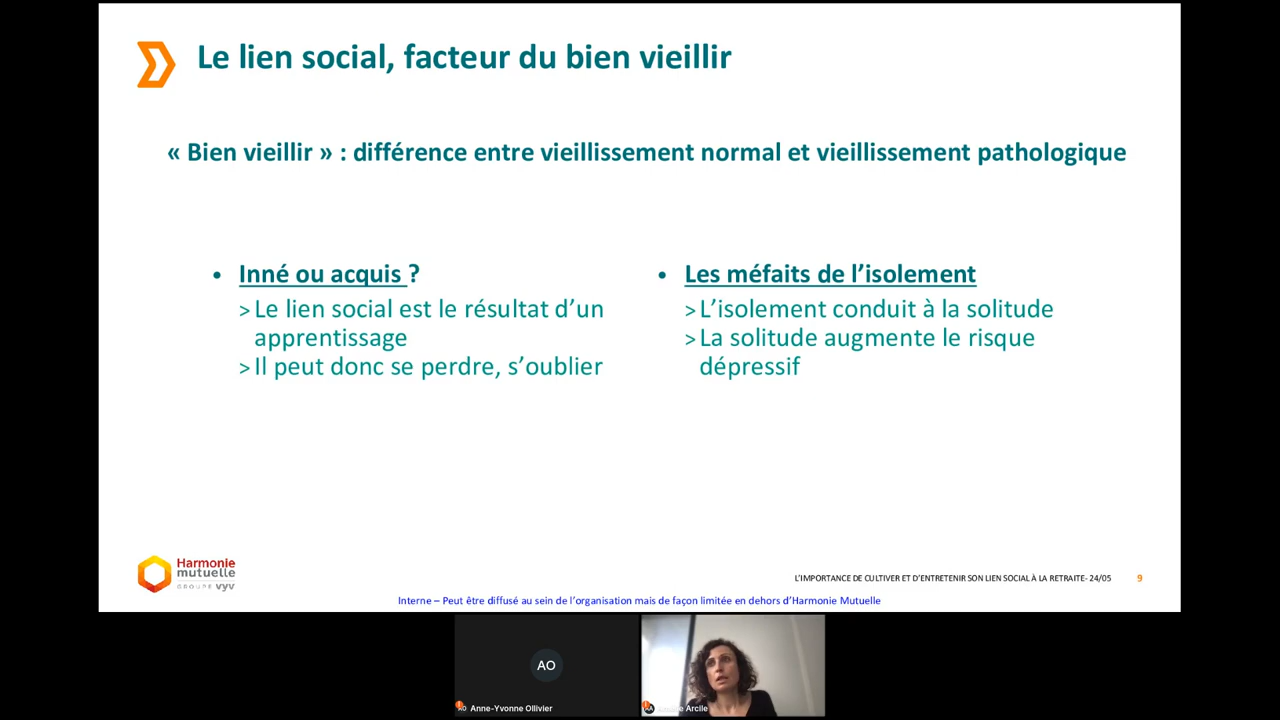 Le lien social, facteur du bien vieillir
« Bien vieillir » : différence entre vieillissement normal et vieillissement pathologique
• Inné ou acquis ?
> Le lien social est le résultat d’un
apprentissage
> Il peut donc se perdre, s’oublier
• Les méfaits de l’isolement
> L’isolement conduit à la solitude
> La solitude augmente le risque
dépressif
Harmonie
mutuelle
GROUPE vyv
L’IMPORTANCE DE CULTIVER ET D’ENTRETENIR SON LIEN SOCIAL À LA RETRAITE- 24/05
9
Interne – Peut être diffusé au sein de l’organisation mais de façon limitée en dehors d’Harmonie Mutuelle
AO
AO Anne-Yvonne Ollivier
AA Arcile